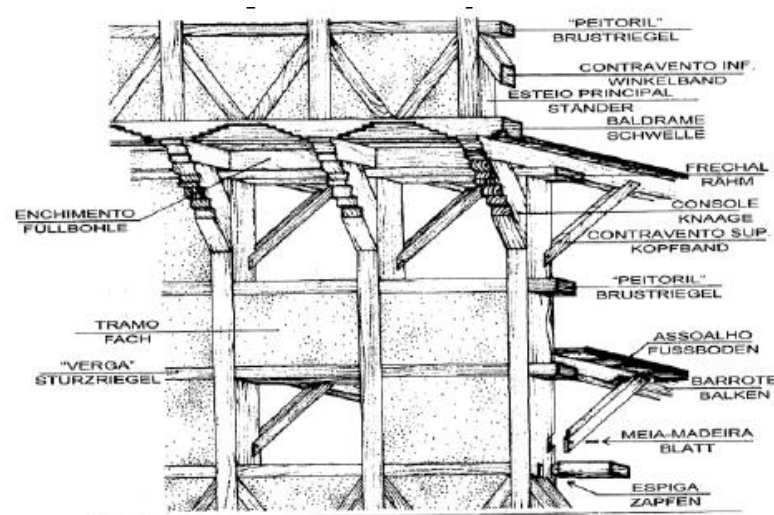 "PEITORIL"
BRUSTRIEGEL
CONTRAVENTO INF.
WINKELBAND
ESTEIO PRINCIPAL
STÄNDER
BALDRAME
SCHWELLE
FRECHAL
RÄHM
CONSOLE
KNAAGE
CONTRAVENTO SUP.
KOPFBAND
ENCHIMENTO
FÜLLBOHLE
"PEITORIL"
BRUSTRIEGEL
TRAMO
FACH
ASSOALHO
FUSSBODEN
"VERGA"
STURZRIEGEL
BARROTE
BALKEN
MEIA-MADEIRA
BLATT
ESPIGA
ZAPFEN